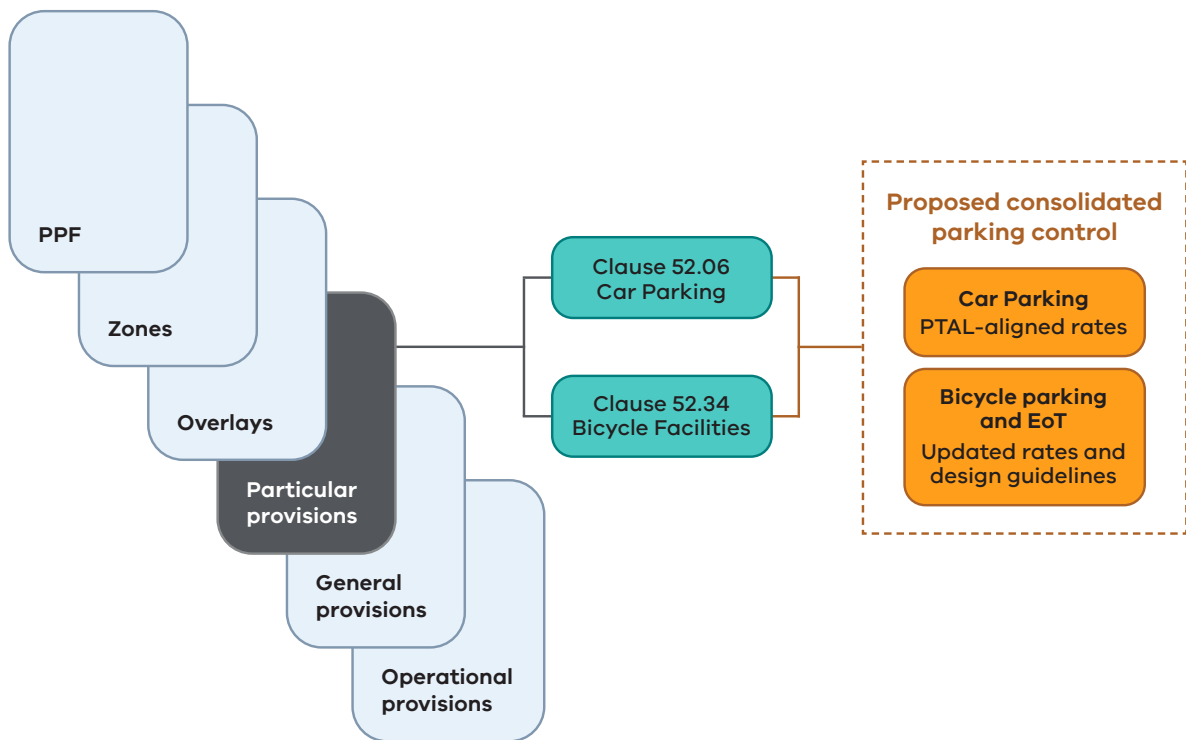 PPF
Zones
Overlays
Particular
provisions
General
provisions
Operational
provisions
Clause 52.06
Car Parking
Clause 52.34
Bicycle Facilities
Proposed consolidated
parking control
Car Parking
PTAL-aligned rates
Bicycle parking
and EoT
Updated rates and
design guidelines